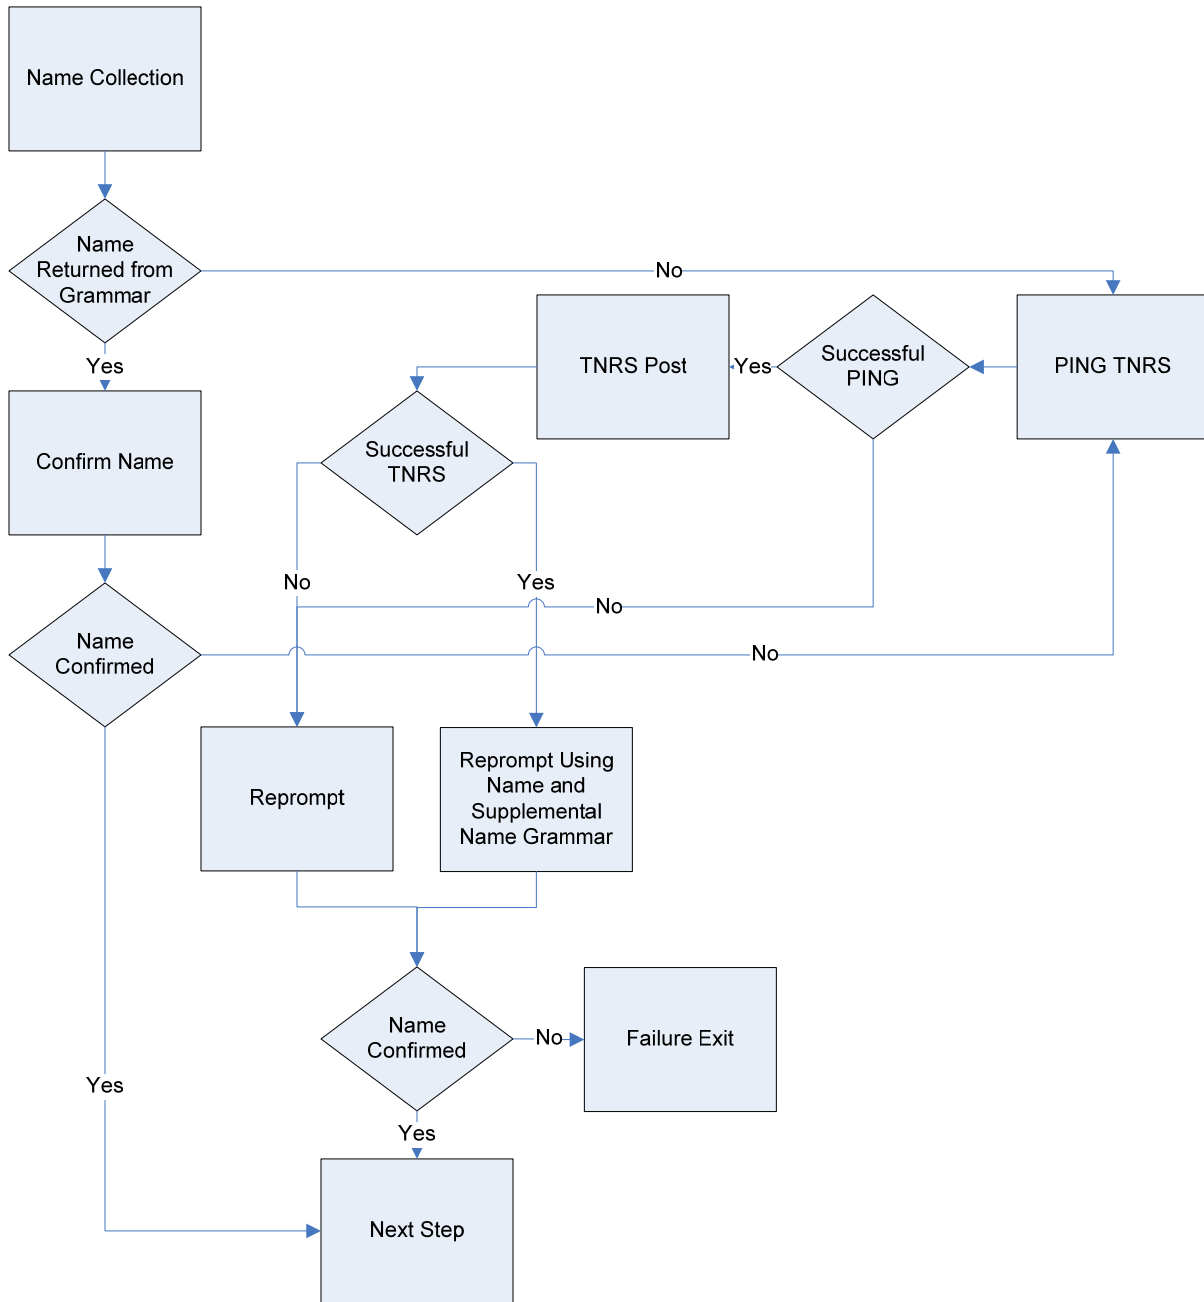 Name Collection
Name
Returned from
Grammar
No
Yes
TNRS Post
Yes
Successful
PING
PING TNRS
Confirm Name
Successful
TNRS
No
Yes
No
Name
Confirmed
No
Reprompt
Reprompt Using
Name and
Supplemental
Name Grammar
Name
Confirmed
No
Failure Exit
Yes
Yes
Next Step